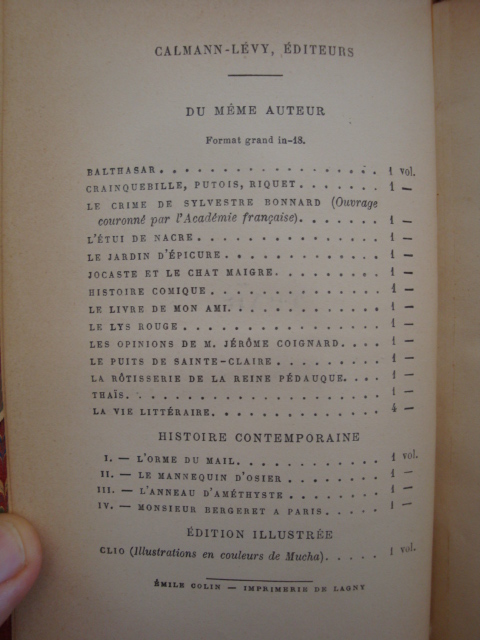 CALMANN-LÉVY, ÉDITEURS
DU MÊME AUTEUR
Format grand in-18.
BALTHASAR. . . . . . . . . . . . . . . . . . . 1 vol.
CRAINQUEBILLE, PUTOIS, RIQUET . . . . . . . . 1 —
LE CRIME DE SYLVESTRE BONNARD (Ouvrage
couronné par l'Académie française). . . . . . . 1 —
L'ÉTUI DE NACRE. . . . . . . . . . . . . . . . 1 —
LE JARDIN D'ÉPICURE. . . . . . . . . . . . . . 1 —
JOCASTE ET LE CHAT MAIGRE. . . . . . . . . . . 1 —
HISTOIRE COMIQUE . . . . . . . . . . . . . . . 1 —
LE LIVRE DE MON AMI. . . . . . . . . . . . . . 1 —
LE LYS ROUGE . . . . . . . . . . . . . . . . . 1 —
LES OPINIONS DE M. JÉRÔME COIGNARD. . . . . . 1 —
LE PUITS DE SAINTE-CLAIRE . . . . . . . . . . 1 —
LA RÔTISSERIE DE LA REINE PÉDAUQUE. . . . 1 —
THAÏS. . . . . . . . . . . . . . . . . . . . . 1 —
LA VIE LITTÉRAIRE. . . . . . . . . . . . . . . 4 —
HISTOIRE CONTEMPORAINE
I. — L'ORME DU MAIL. . . . . . . . . . . . 1 vol.
II. — LE MANNEQUIN D'OSIER . . . . . . . . . 1 —
III. — L'ANNEAU D'AMÉTHYSTE . . . . . . . . . 1 —
IV. — MONSIEUR BERGERET A PARIS. . . . . . . 1 —
ÉDITION ILLUSTRÉE
CLIO (Illustrations en couleurs de Mucha). . . . . 1 vol.
ÉMILE COLIN — IMPRIMERIE DE LAGNY